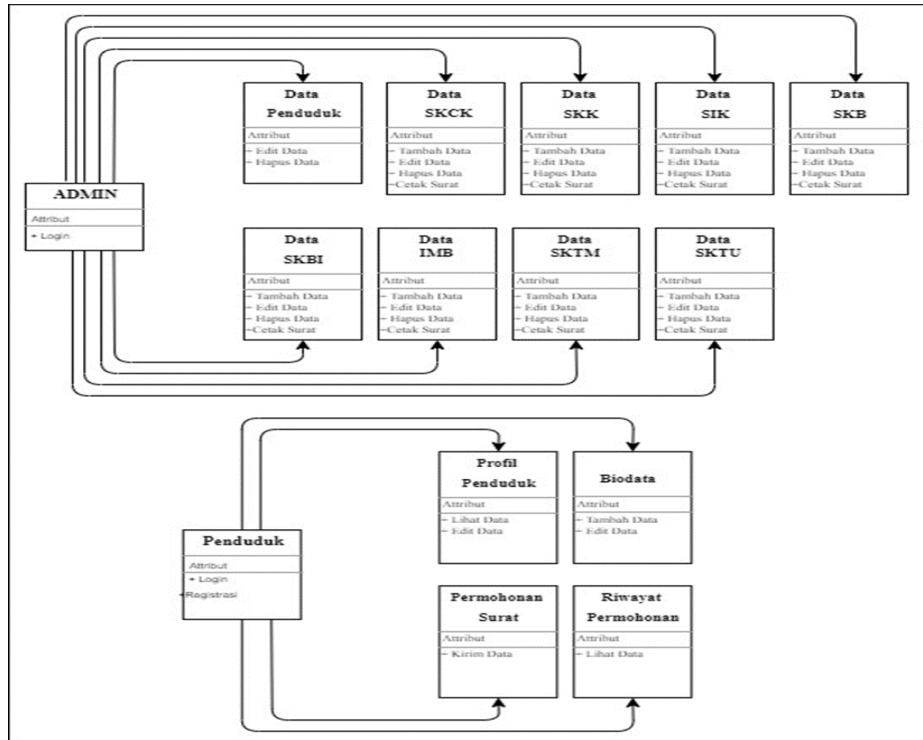 Data
Penduduk
Attribut
+ Edit Data
+ Hapus Data
Data
SKCK
Attribut
+ Tambah Data
+ Edit Data
+ Hapus Data
+Cetak Surat
Data
SKK
Attribut
+ Tambah Data
+ Edit Data
+ Hapus Data
+Cetak Surat
Data
SIK
Attribut
+ Tambah Data
+ Edit Data
+ Hapus Data
+Cetak Surat
Data
SKB
Attribut
+ Tambah Data
+ Edit Data
+ Hapus Data
+Cetak Surat
ADMIN
Attribut
+ Login
Data
SKBI
Attribut
+ Tambah Data
+ Edit Data
+ Hapus Data
+Cetak Surat
Data
IMB
Attribut
+ Tambah Data
+ Edit Data
+ Hapus Data
+Cetak Surat
Data
SKTM
Attribut
+ Tambah Data
+ Edit Data
+ Hapus Data
+Cetak Surat
Data
SKTU
Attribut
+ Tambah Data
+ Edit Data
+ Hapus Data
+Cetak Surat
Profil
Penduduk
Attribut
+ Lihat Data
+ Edit Data
Biodata
Attribut
+ Tambah Data
+ Edit Data
Penduduk
Attribut
+ Login
+Registrasi
Permohonan
Surat
Attribut
+ Kirim Data
Riwayat
Permohonan
Attribut
+ Lihat Data